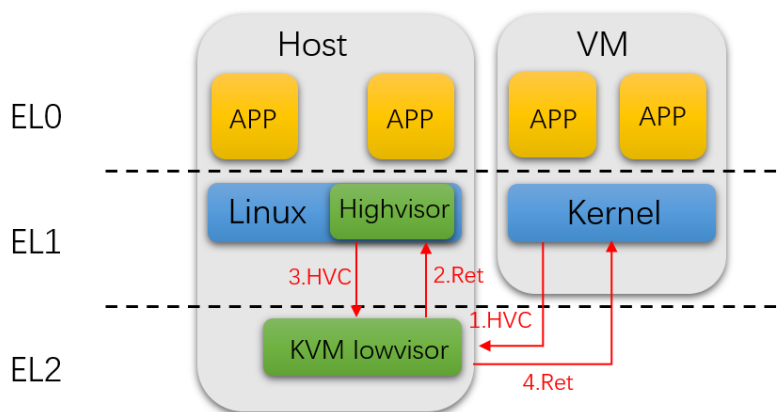 Host
VM
EL0
APP
APP
APP
APP
EL1
Linux
Highvisor
Kernel
3.HVC
2.Ret
1.HVC
EL2
KVM lowvisor
4.Ret